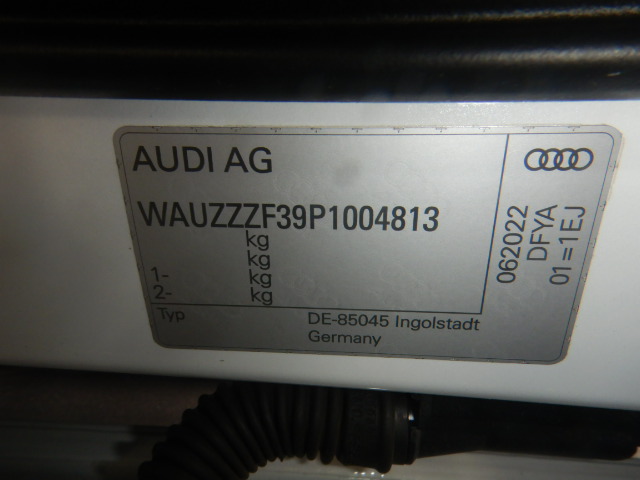 AUDI AG
WAUZZZF39P1004813
kg
kg
1- kg
2- kg
Typ
DE-85045 Ingolstadt
Germany
062022
DFYA
01=1EJ